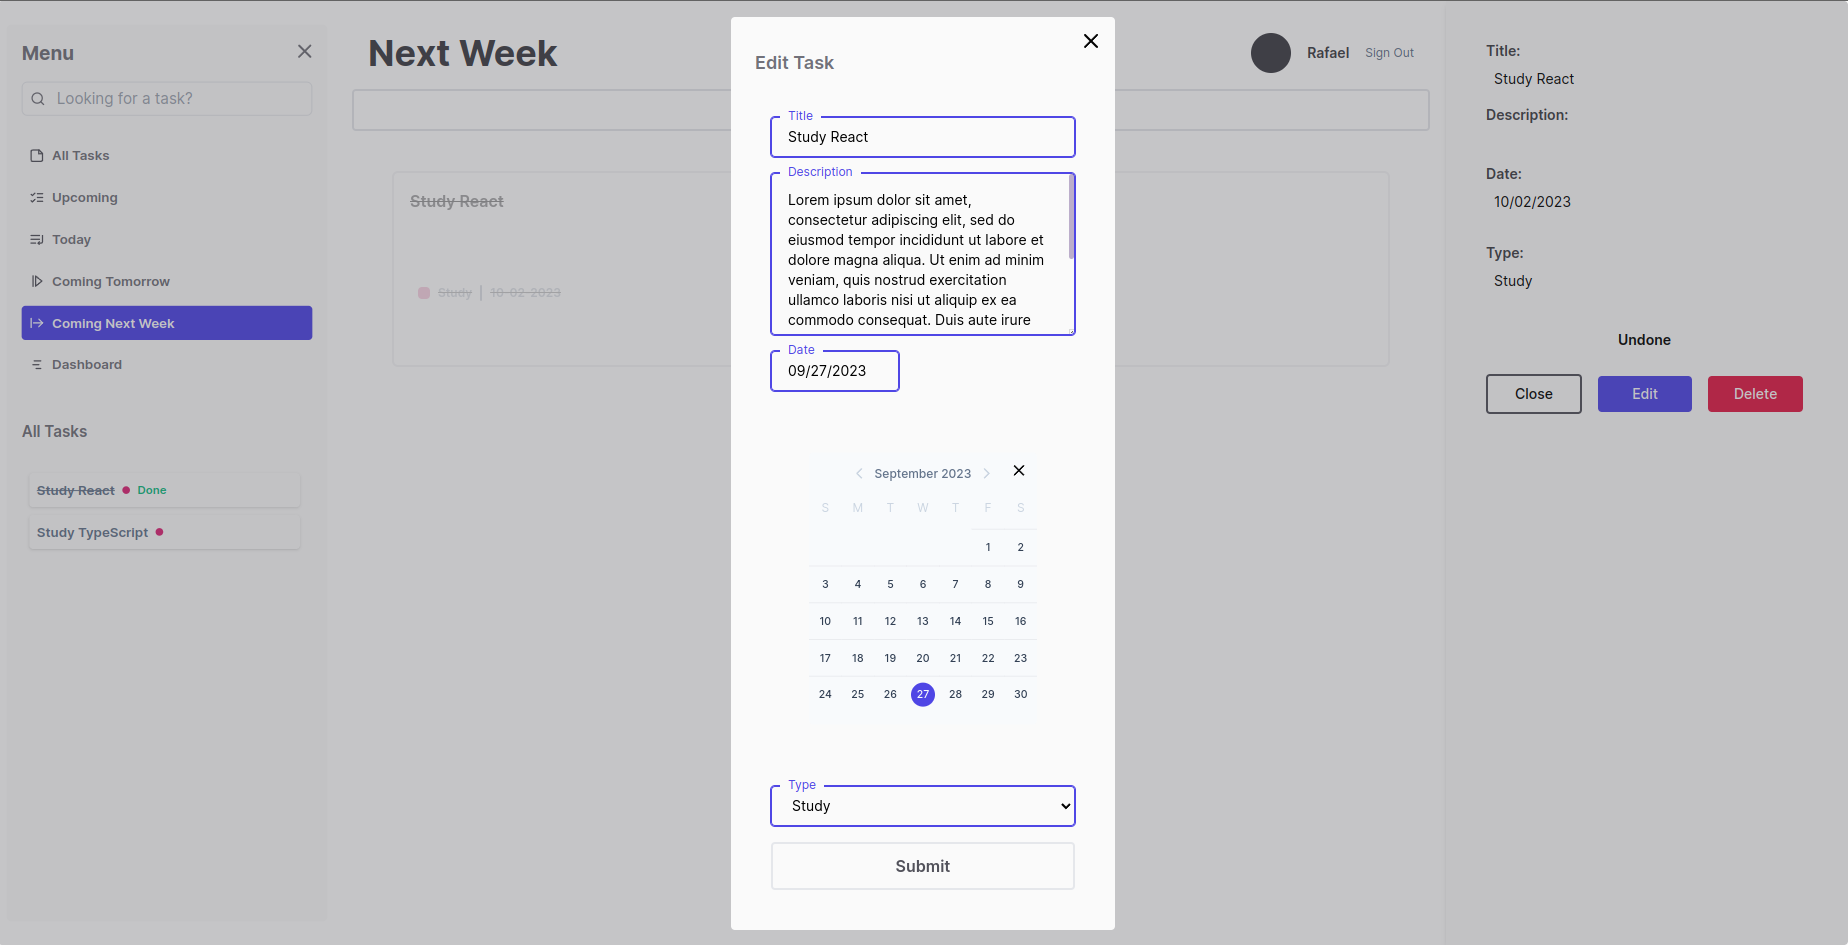 Menu
Looking for a task?
All Tasks
Upcoming
Today
Coming Tomorrow
Coming Next Week
Dashboard
All Tasks
Study React Done
Study TypeScript
Next Week
Rafael Sign Out
Study React
Study | 10-02-2023
Edit Task
Title
Study React
Description
Lorem ipsum dolor sit amet,
consectetur adipiscing elit, sed do
eiusmod tempor incididunt ut labore et
dolore magna aliqua. Ut enim ad minim
veniam, quis nostrud exercitation
ullamco laboris nisi ut aliquip ex ea
commodo consequat. Duis aute irure
Date
09/27/2023
September 2023
S M T W T F S
1 2
3 4 5 6 7 8 9
10 11 12 13 14 15 16
17 18 19 20 21 22 23
24 25 26 27 28 29 30
Type
Study
Submit
Title:
Study React
Description:
Date:
10/02/2023
Type:
Study
Undone
Close Edit Delete